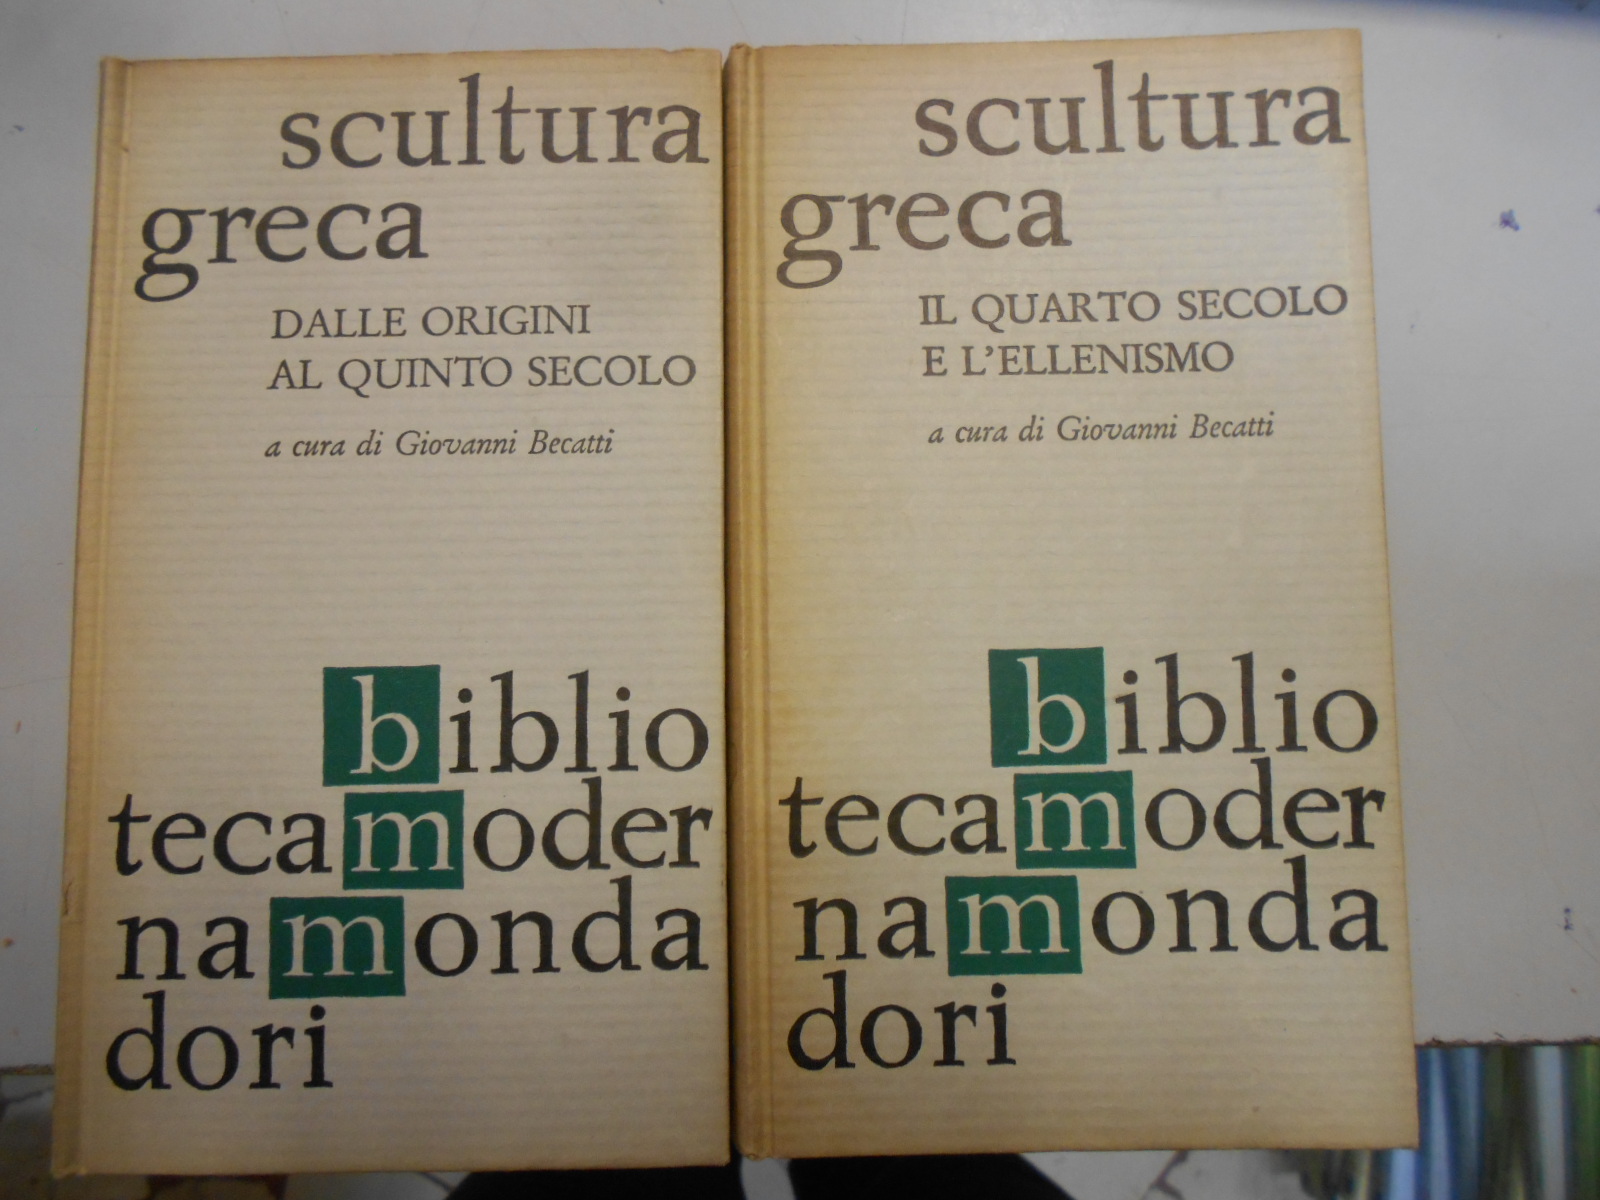 scultura
greca
DALLE ORIGINI
AL QUINTO SECOLO
a cura di Giovanni Becatti
biblio
tecamoder
namonda
dori
scultura
greca
IL QUARTO SECOLO
E L'ELLENISMO
a cura di Giovanni Becatti
biblio
tecamoder
namonda
dori